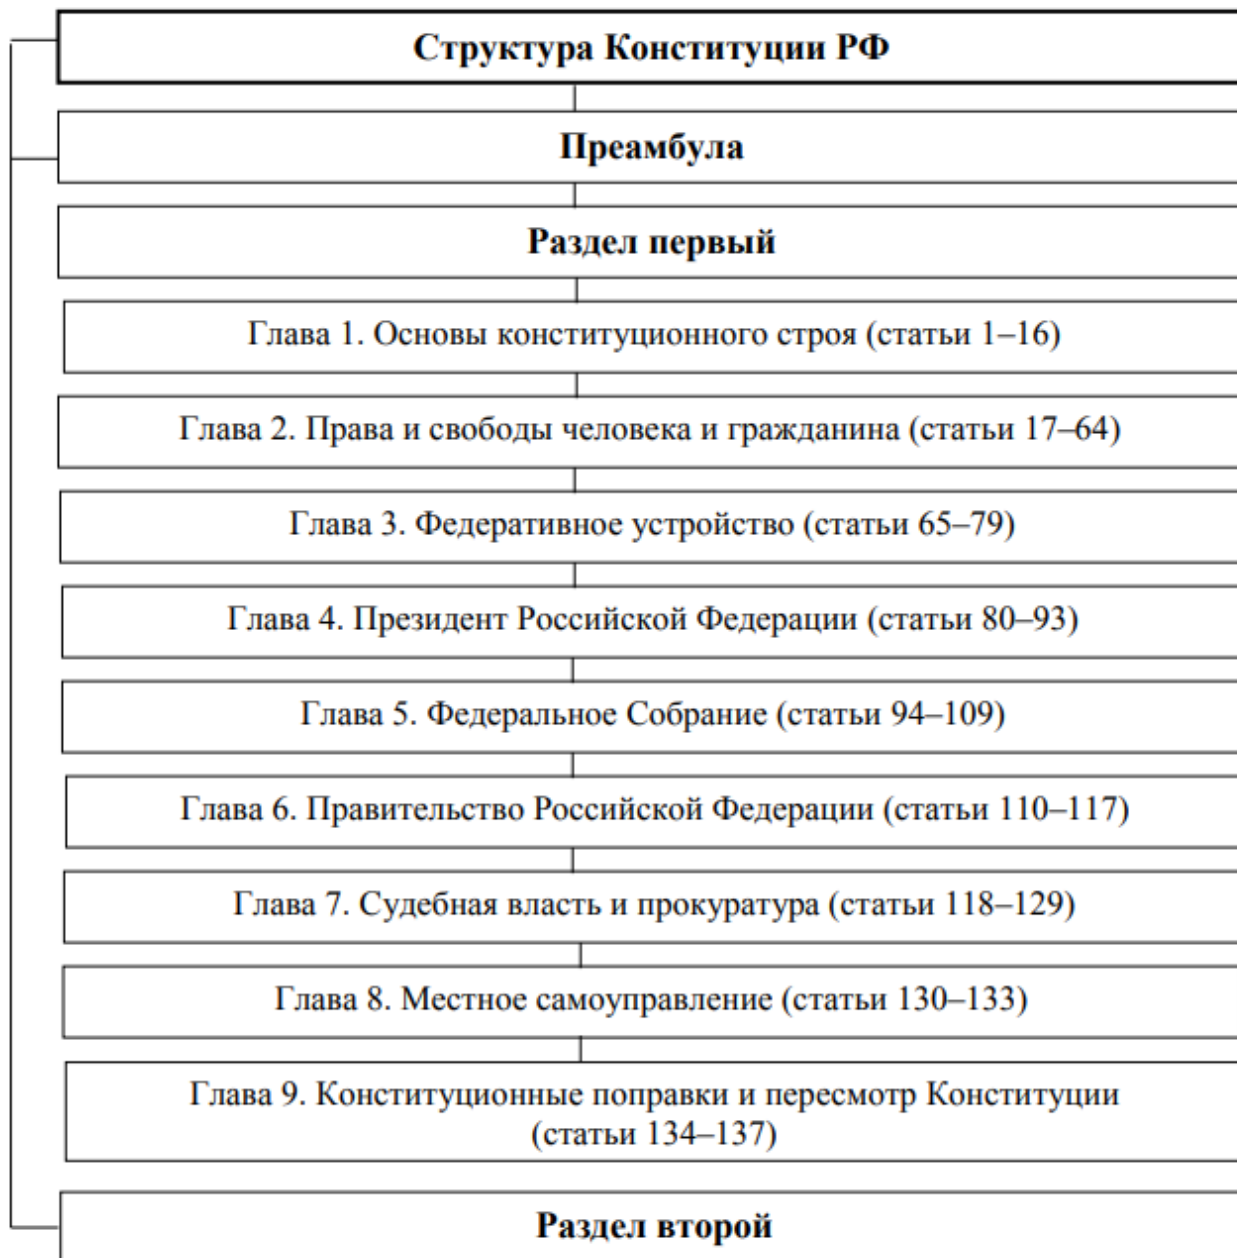 Структура Конституции РФ
Преамбула
Раздел первый
Глава 1. Основы конституционного строя (статьи 1–16)
Глава 2. Права и свободы человека и гражданина (статьи 17–64)
Глава 3. Федеративное устройство (статьи 65–79)
Глава 4. Президент Российской Федерации (статьи 80–93)
Глава 5. Федеральное Собрание (статьи 94–109)
Глава 6. Правительство Российской Федерации (статьи 110–117)
Глава 7. Судебная власть и прокуратура (статьи 118–129)
Глава 8. Местное самоуправление (статьи 130–133)
Глава 9. Конституционные поправки и пересмотр Конституции
(статьи 134–137)
Раздел второй